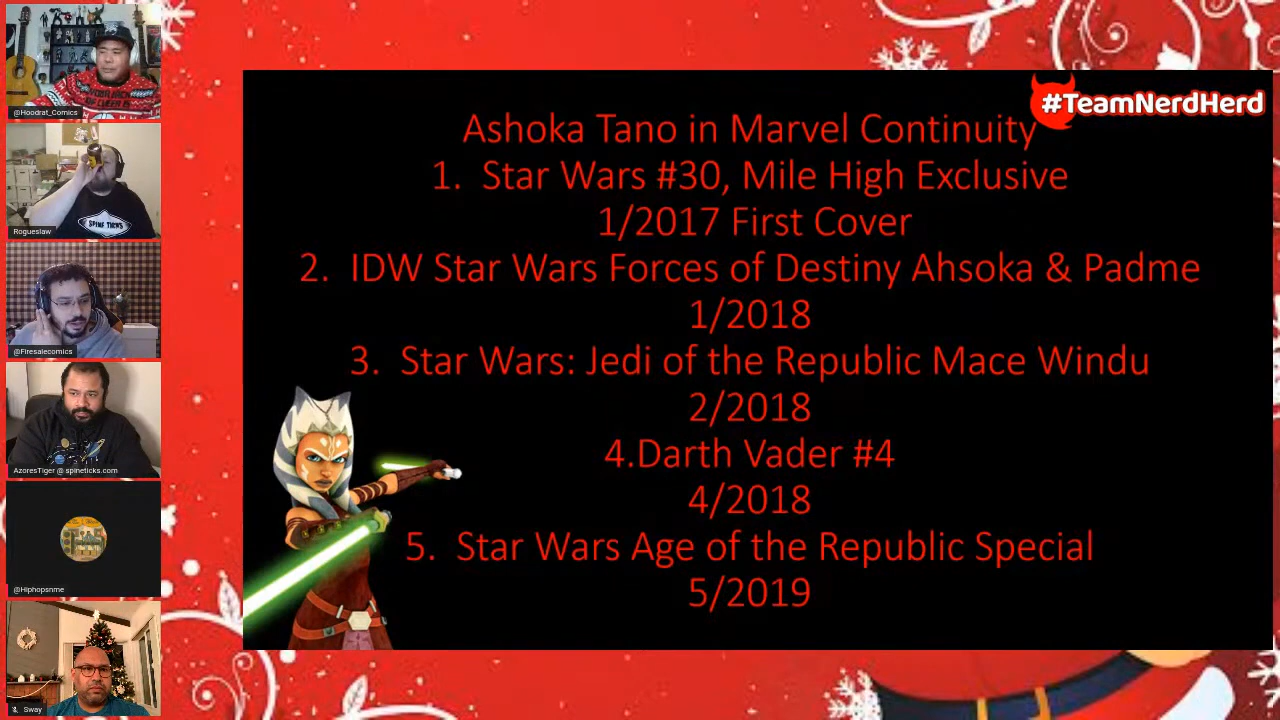 #TeamNerdHerd
Ashoka Tano in Marvel Continuity
1. Star Wars #30, Mile High Exclusive
1/2017 First Cover
2. IDW Star Wars Forces of Destiny Ahsoka & Padme
1/2018
3. Star Wars: Jedi of the Republic Mace Windu
2/2018
4.Darth Vader #4
4/2018
5. Star Wars Age of the Republic Special
5/2019
@Hoodrat_Comics
SPINE TICKS
Rogueslaw
@Firesalecomics
AzoresTiger @ spineticks.com
@Hiphopsnme
Sway